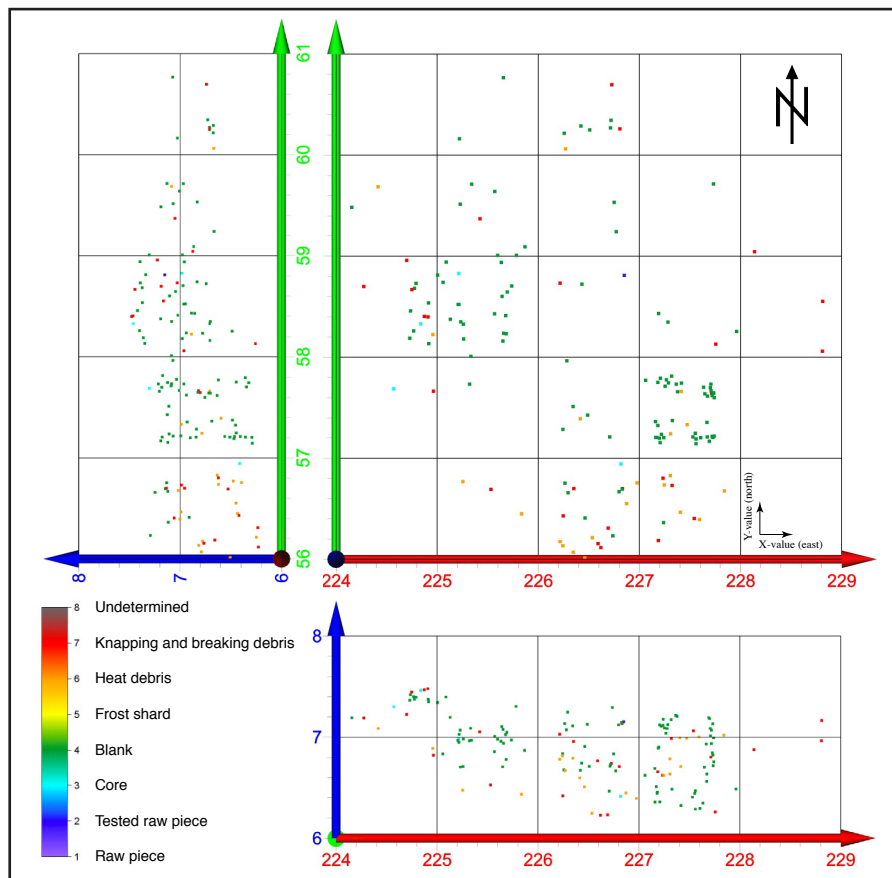 61
60
59
58
57
56
N
8
7
6
224
225
226
227
228
229
Y-value (north)
X-value (east)
8 Undetermined
7 Knapping and breaking debris
6 Heat debris
5 Frost shard
4 Blank
3 Core
2 Tested raw piece
1 Raw piece
8
7
6
224
225
226
227
228
229